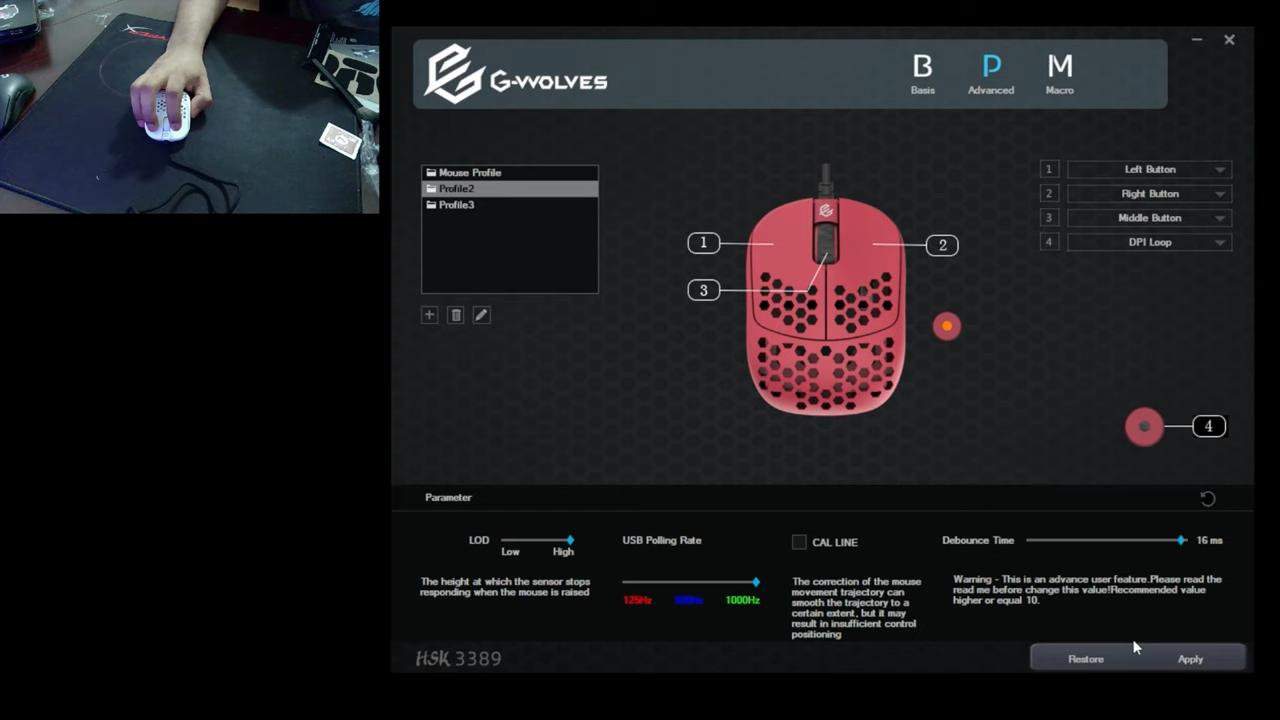 G-WOLVES
B
Basis
P
Advanced
M
Macro
Mouse Profile
Profile2
Profile3
1
2
3
1 Left Button
2 Right Button
3 Middle Button
4 DPI Loop
4
Parameter
LOD
Low High
The height at which the sensor stops
responding when the mouse is raised
USB Polling Rate
125Hz
1000Hz
CAL LINE
The correction of the mouse
movement trajectory can
smooth the trajectory to a
certain extent, but it may
result in insufficient control
positioning
Debounce Time 16 ms
Warning - This is an advance user feature.Please read the
read me before change this value!Recommended value
higher or equal 10.
HSK 3389
Restore Apply